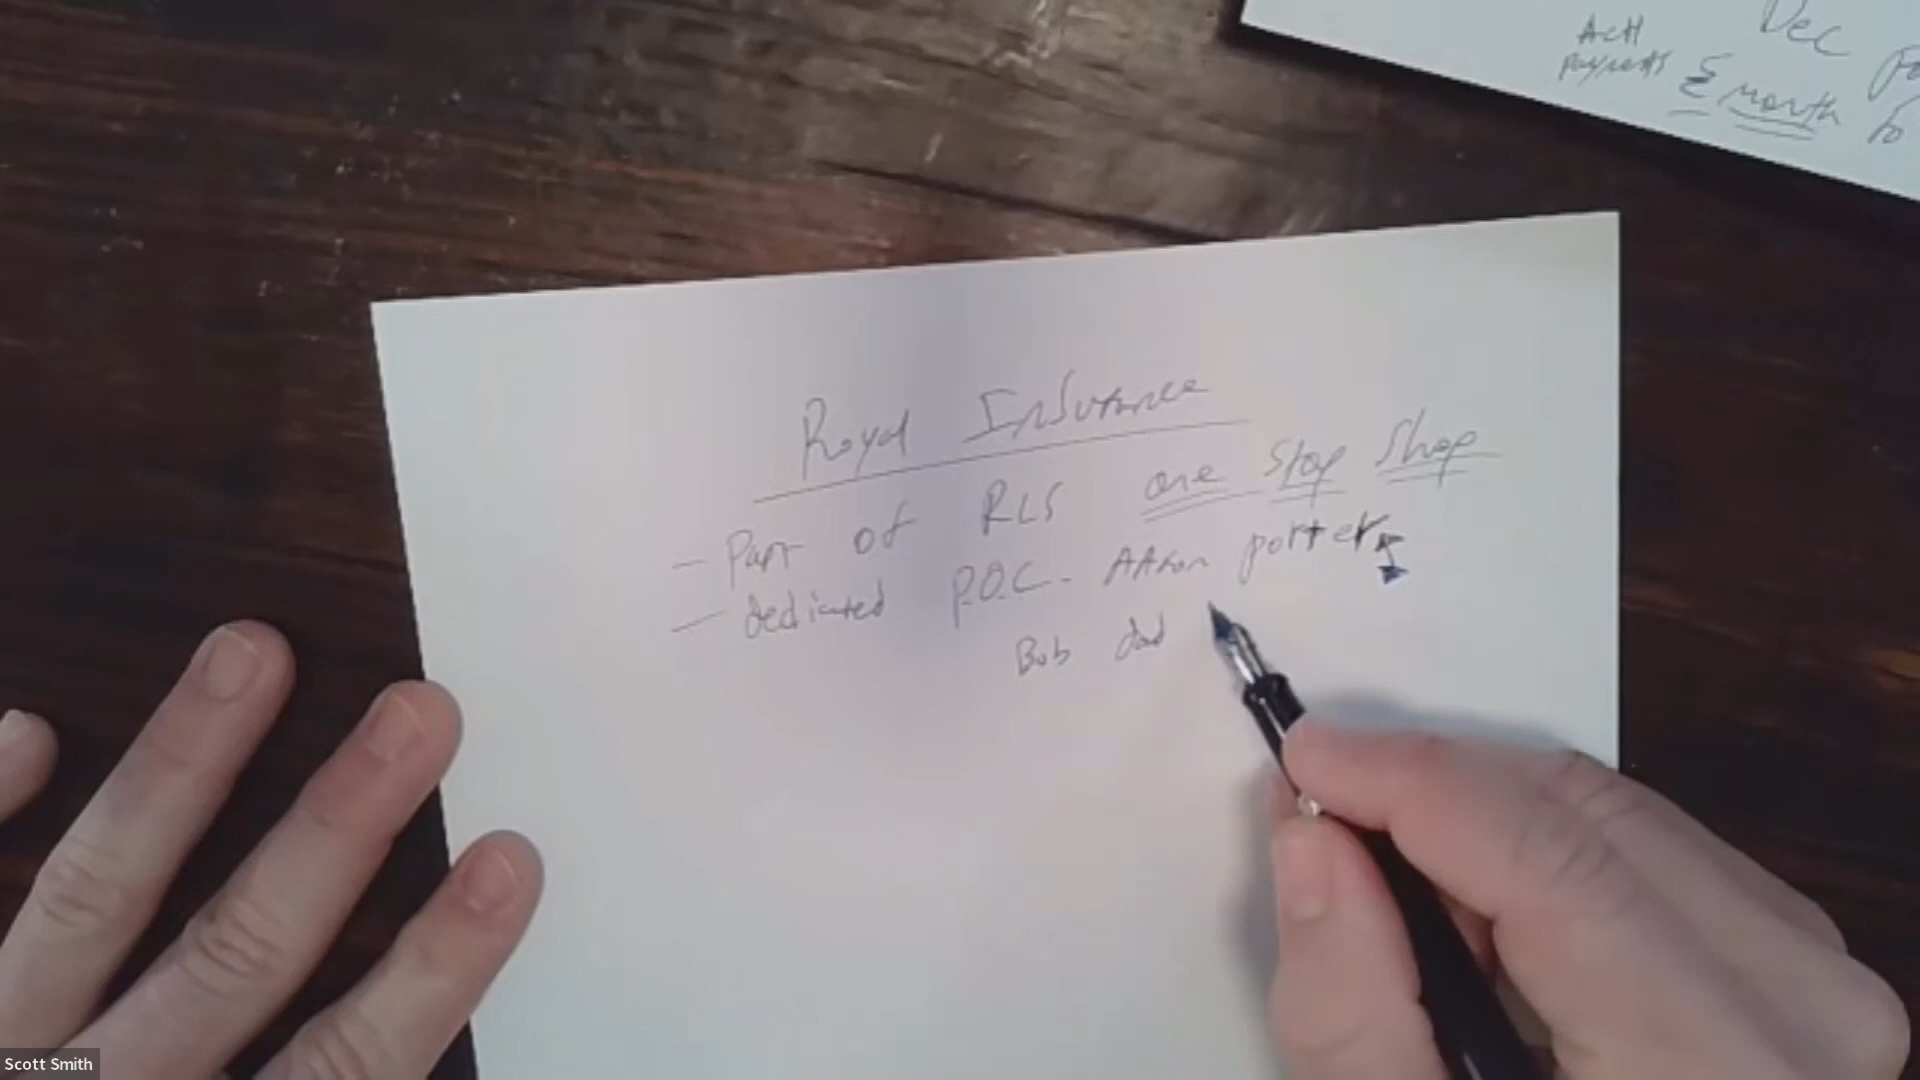 ACH
Dec
payments
£ month
Royal Insurance
- Part of RLS one stop shop
- dedicated P.O.C. - AAron porter
Bob dad
Scott Smith